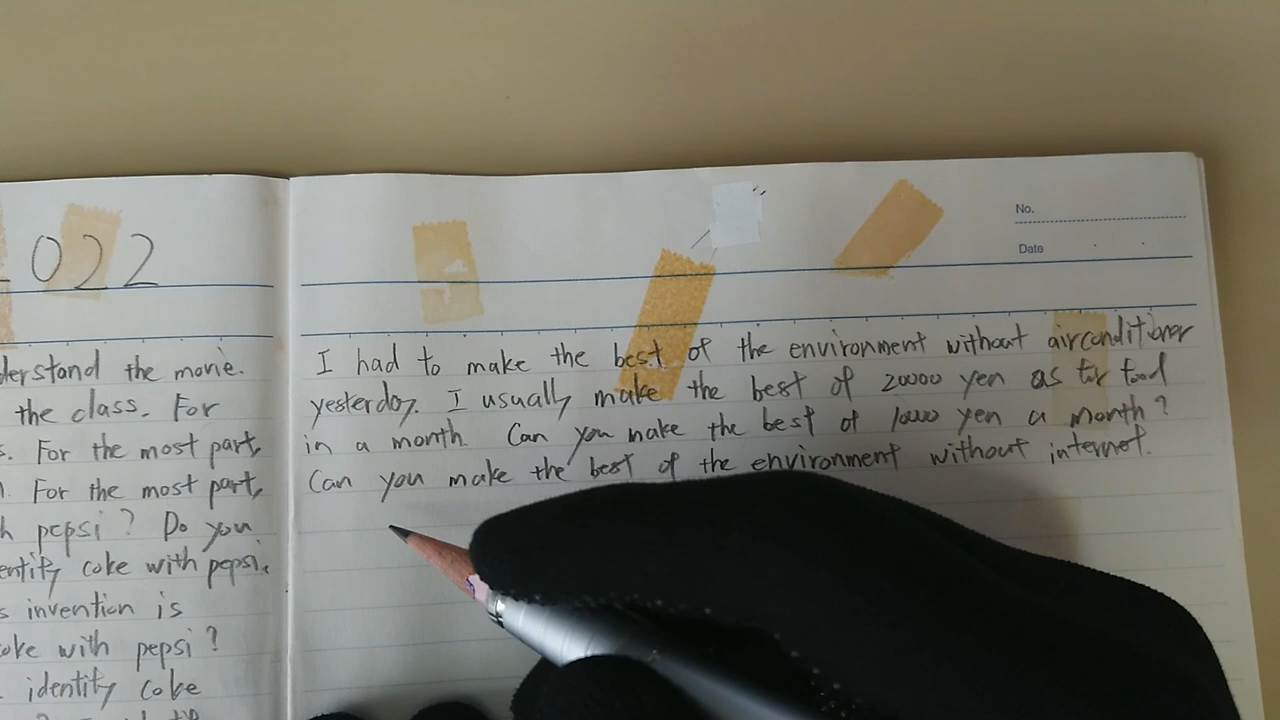 022
derstand the movie.
the class. For
s. For the most part,
For the most part,
h pepsi? Do you
entify coke with pepsi.
s invention is
oke with pepsi?
identify coke
No.
Date
I had to make the best of the environment without airconditioner
yesterday. I usually make the best of 20000 yen as for food
in a month. Can you make the best of 1000 yen a month?
Can you make the best of the environment without internet.